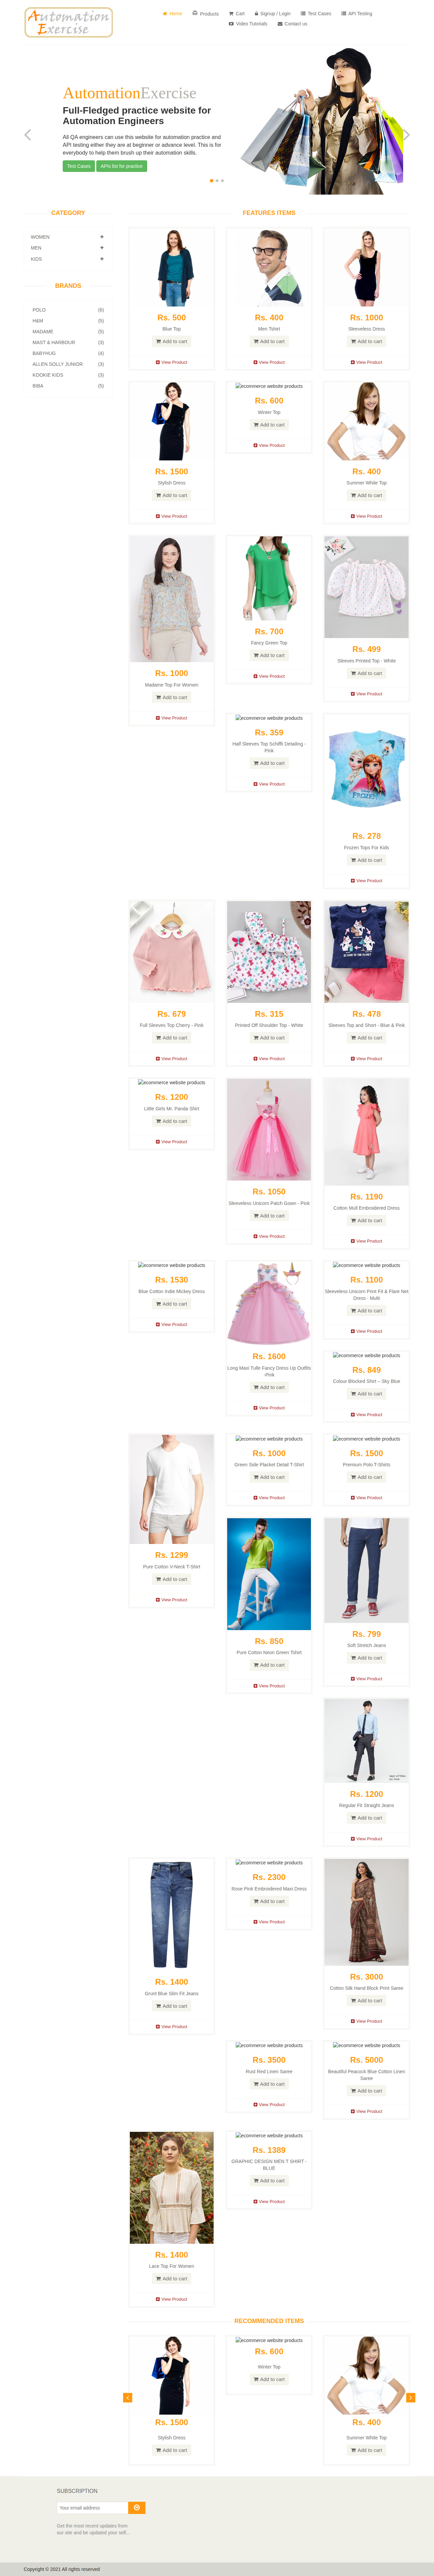 Automation
Exercise
Home
Products
Cart
Signup / Login
Test Cases
API Testing
Video Tutorials
Contact us
AutomationExercise
Full-Fledged practice website for
Automation Engineers
All QA engineers can use this website for automation practice and
API testing either they are at beginner or advance level. This is for
everybody to help them brush up their automation skills.
Test Cases
APIs list for practice
CATEGORY
WOMEN
MEN
KIDS
BRANDS
POLO (6)
H&M (5)
MADAME (5)
MAST & HARBOUR (3)
BABYHUG (4)
ALLEN SOLLY JUNIOR (3)
KOOKIE KIDS (3)
BIBA (5)
FEATURES ITEMS
Rs. 500
Blue Top
Add to cart
View Product
Rs. 400
Men Tshirt
Add to cart
View Product
Rs. 1000
Sleeveless Dress
Add to cart
View Product
Rs. 1500
Stylish Dress
Add to cart
View Product
ecommerce website products
Rs. 600
Winter Top
Add to cart
View Product
Rs. 400
Summer White Top
Add to cart
View Product
Rs. 1000
Madame Top For Women
Add to cart
View Product
Rs. 700
Fancy Green Top
Add to cart
View Product
Rs. 499
Sleeves Printed Top - White
Add to cart
View Product
ecommerce website products
Rs. 359
Half Sleeves Top Schiffli Detailing -
Pink
Add to cart
View Product
FROZEN
Rs. 278
Frozen Tops For Kids
Add to cart
View Product
Rs. 679
Full Sleeves Top Cherry - Pink
Add to cart
View Product
Rs. 315
Printed Off Shoulder Top - White
Add to cart
View Product
Rs. 478
Sleeves Top and Short - Blue & Pink
Add to cart
View Product
ecommerce website products
Rs. 1200
Little Girls Mr. Panda Shirt
Add to cart
View Product
Rs. 1050
Sleeveless Unicorn Patch Gown - Pink
Add to cart
View Product
Rs. 1190
Cotton Mull Embroidered Dress
Add to cart
View Product
ecommerce website products
Rs. 1530
Blue Cotton Indie Mickey Dress
Add to cart
View Product
Rs. 1600
Long Maxi Tulle Fancy Dress Up Outfits
-Pink
Add to cart
View Product
ecommerce website products
Rs. 1100
Sleeveless Unicorn Print Fit & Flare Net
Dress - Multi
Add to cart
View Product
ecommerce website products
Rs. 849
Colour Blocked Shirt – Sky Blue
Add to cart
View Product
Rs. 1299
Pure Cotton V-Neck T-Shirt
Add to cart
View Product
ecommerce website products
Rs. 1000
Green Side Placket Detail T-Shirt
Add to cart
View Product
ecommerce website products
Rs. 1500
Premium Polo T-Shirts
Add to cart
View Product
Rs. 850
Pure Cotton Neon Green Tshirt
Add to cart
View Product
Rs. 799
Soft Stretch Jeans
Add to cart
View Product
Rs. 1200
Regular Fit Straight Jeans
Add to cart
View Product
Rs. 1400
Grunt Blue Slim Fit Jeans
Add to cart
View Product
ecommerce website products
Rs. 2300
Rose Pink Embroidered Maxi Dress
Add to cart
View Product
Rs. 3000
Cotton Silk Hand Block Print Saree
Add to cart
View Product
ecommerce website products
Rs. 3500
Rust Red Linen Saree
Add to cart
View Product
ecommerce website products
Rs. 5000
Beautiful Peacock Blue Cotton Linen
Saree
Add to cart
View Product
Rs. 1400
Lace Top For Women
Add to cart
View Product
ecommerce website products
Rs. 1389
GRAPHIC DESIGN MEN T SHIRT -
BLUE
Add to cart
View Product
RECOMMENDED ITEMS
Rs. 1500
Stylish Dress
Add to cart
ecommerce website products
Rs. 600
Winter Top
Add to cart
Rs. 400
Summer White Top
Add to cart
SUBSCRIPTION
Your email address
Get the most recent updates from
our site and be updated your self...
Copyright © 2021 All rights reserved